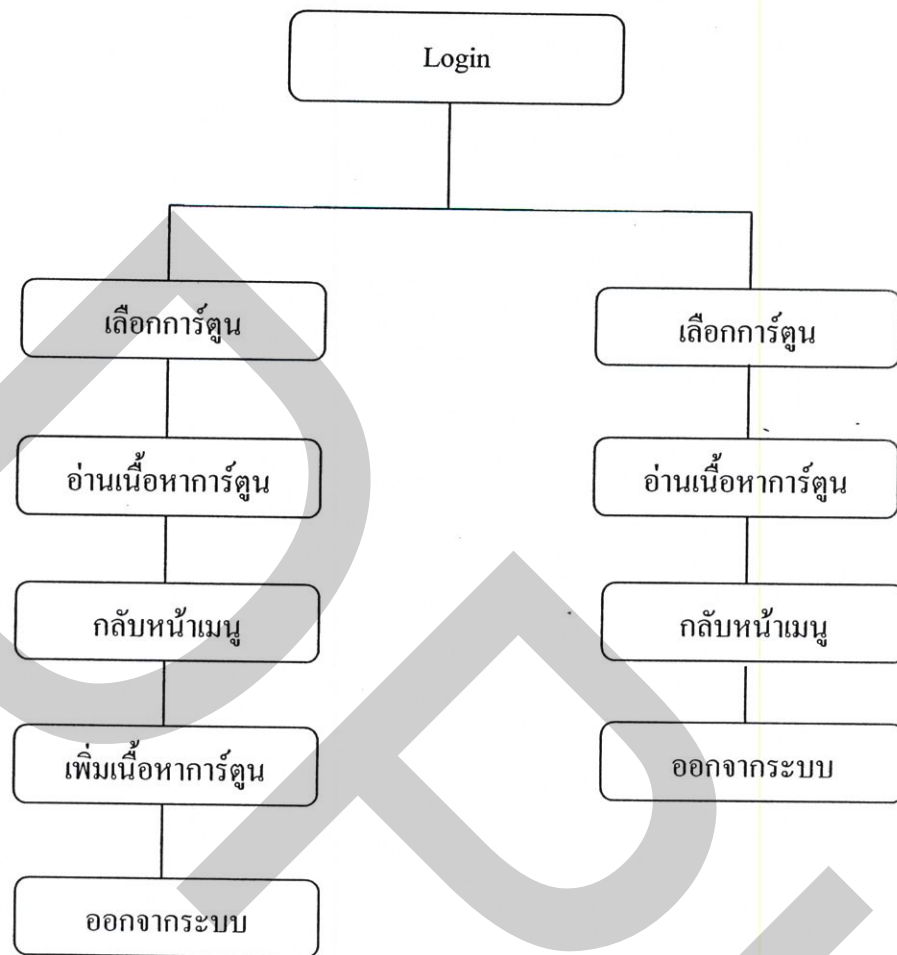 Login
เลือกการ์ตูน
อ่านเนื้อหาการ์ตูน
กลับหน้าเมนู
เพิ่มเนื้อหาการ์ตูน
ออกจากระบบ
เลือกการ์ตูน
อ่านเนื้อหาการ์ตูน
กลับหน้าเมนู
ออกจากระบบ